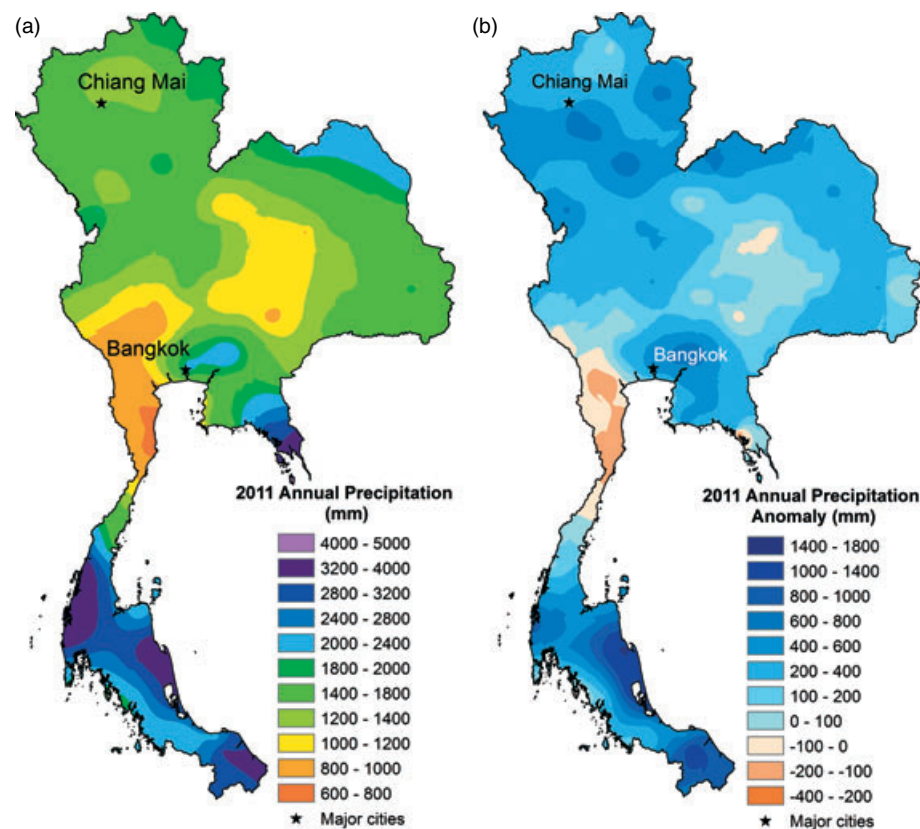 (a)
Chiang Mai
Bangkok
2011 Annual Precipitation
(mm)
4000 - 5000
3200 - 4000
2800 - 3200
2400 - 2800
2000 - 2400
1800 - 2000
1400 - 1800
1200 - 1400
1000 - 1200
800 - 1000
600 - 800
Major cities
(b)
Chiang Mai
Bangkok
2011 Annual Precipitation
Anomaly (mm)
1400 - 1800
1000 - 1400
800 - 1000
600 - 800
400 - 600
200 - 400
100 - 200
0 - 100
-100 - 0
-200 - -100
-400 - -200
Major cities